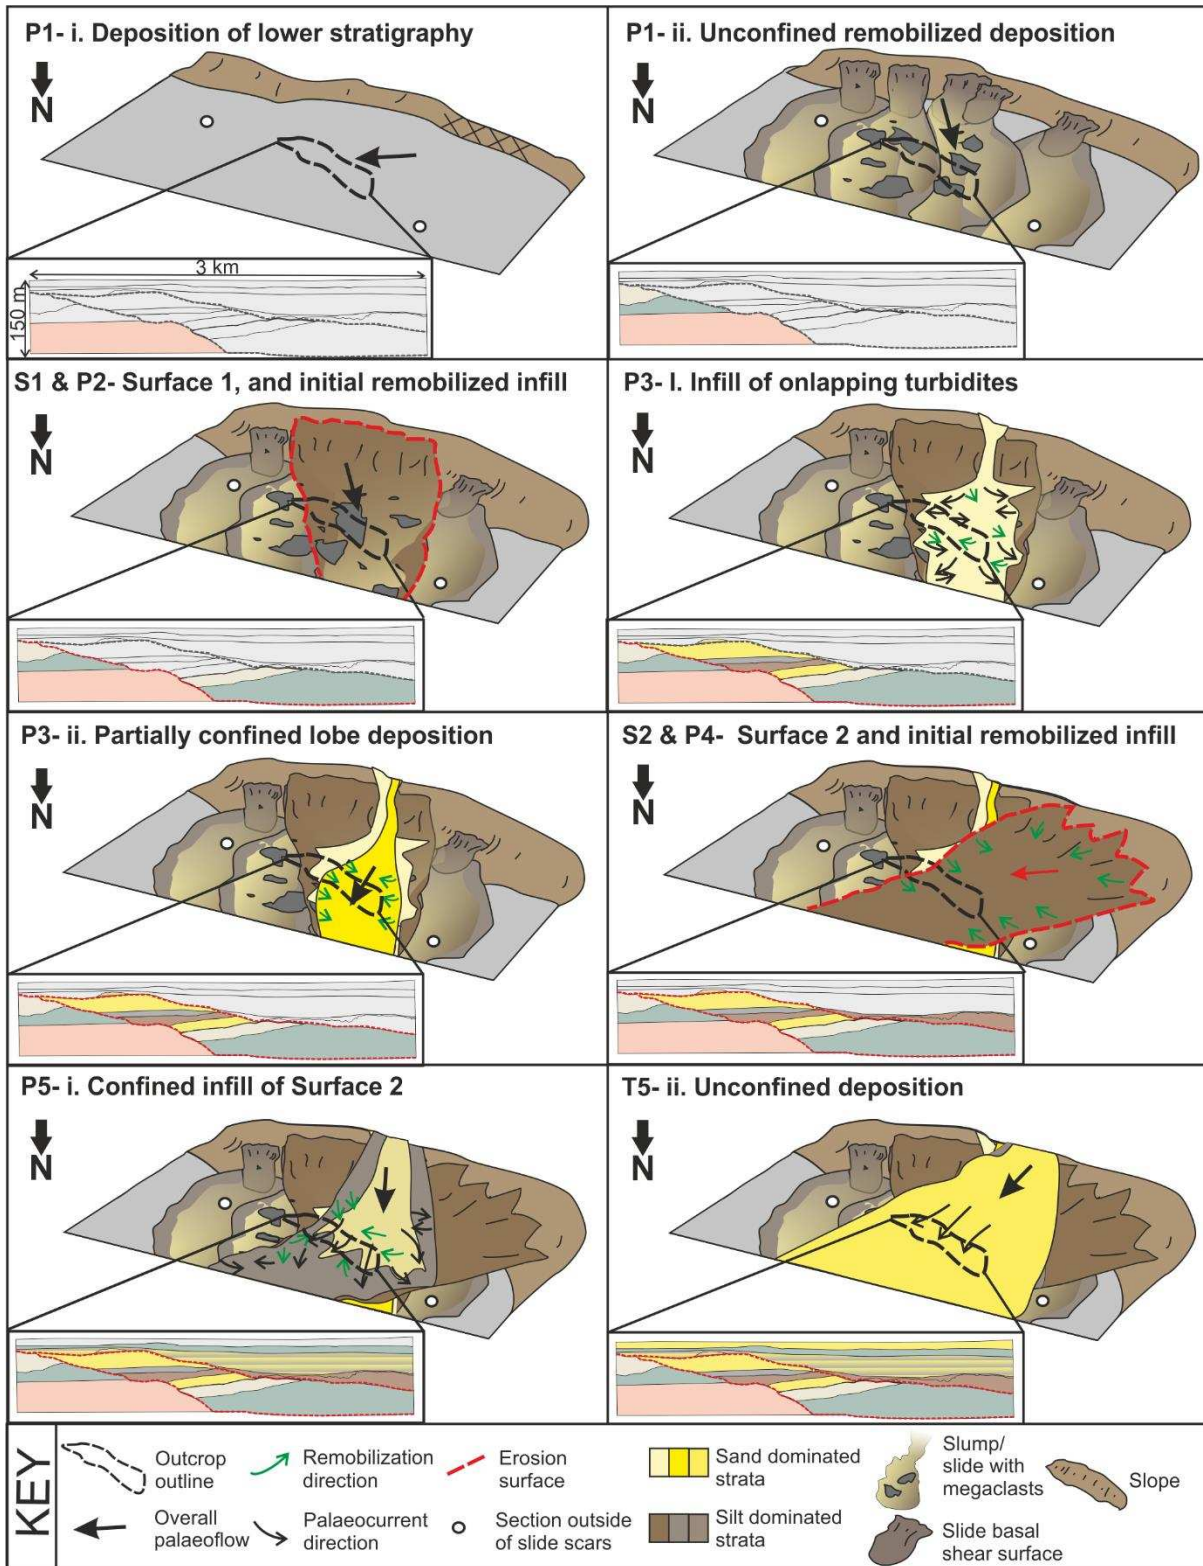 P1- i. Deposition of lower stratigraphy
N
3 km
150 m
P1- ii. Unconfined remobilized deposition
N
S1 & P2- Surface 1, and initial remobilized infill
N
P3- I. Infill of onlapping turbidites
N
P3- ii. Partially confined lobe deposition
N
S2 & P4- Surface 2 and initial remobilized infill
N
P5- i. Confined infill of Surface 2
N
T5- ii. Unconfined deposition
N
KEY
Outcrop
outline
Remobilization
direction
Erosion
surface
Sand dominated
strata
Slump/
slide with
megaclasts
Slope
Overall
palaeoflow
Palaeocurrent
direction
Section outside
of slide scars
Silt dominated
strata
Slide basal
shear surface